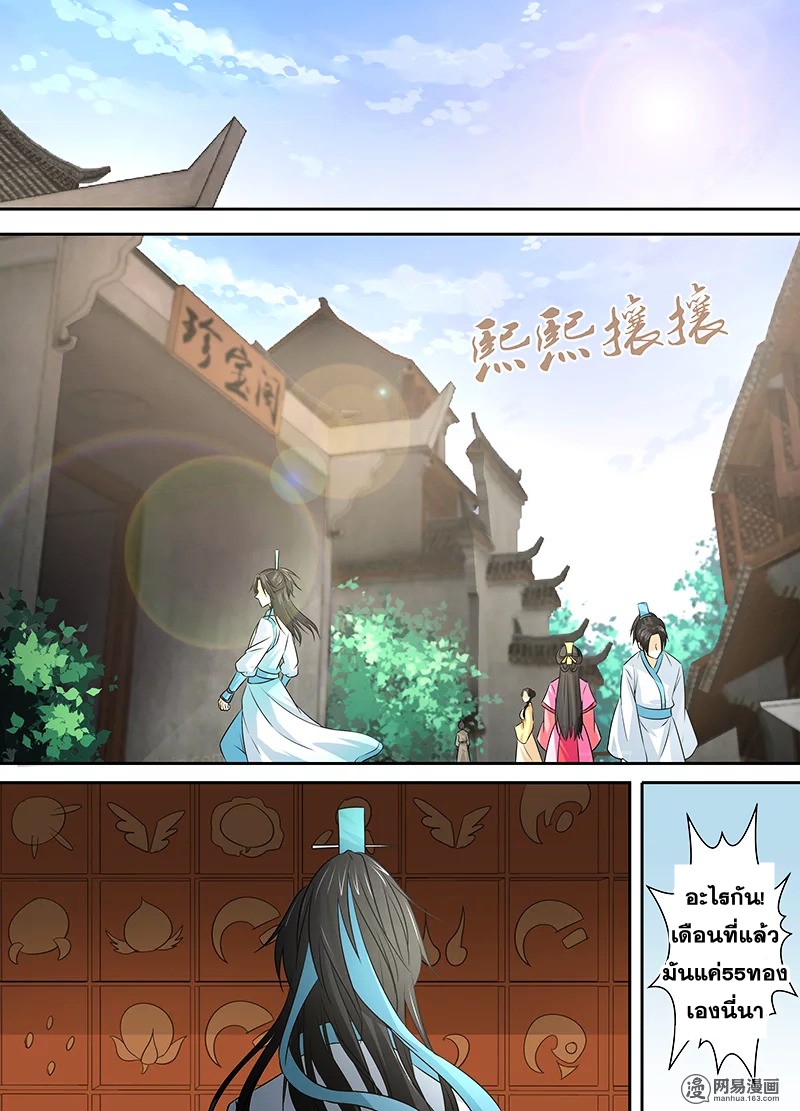 珍宝阁
熙熙攘攘
อะไรกัน!
เดือนที่แล้ว
มันแค่55ทอง
เองนี่นา
网易漫画
manhua.163.com